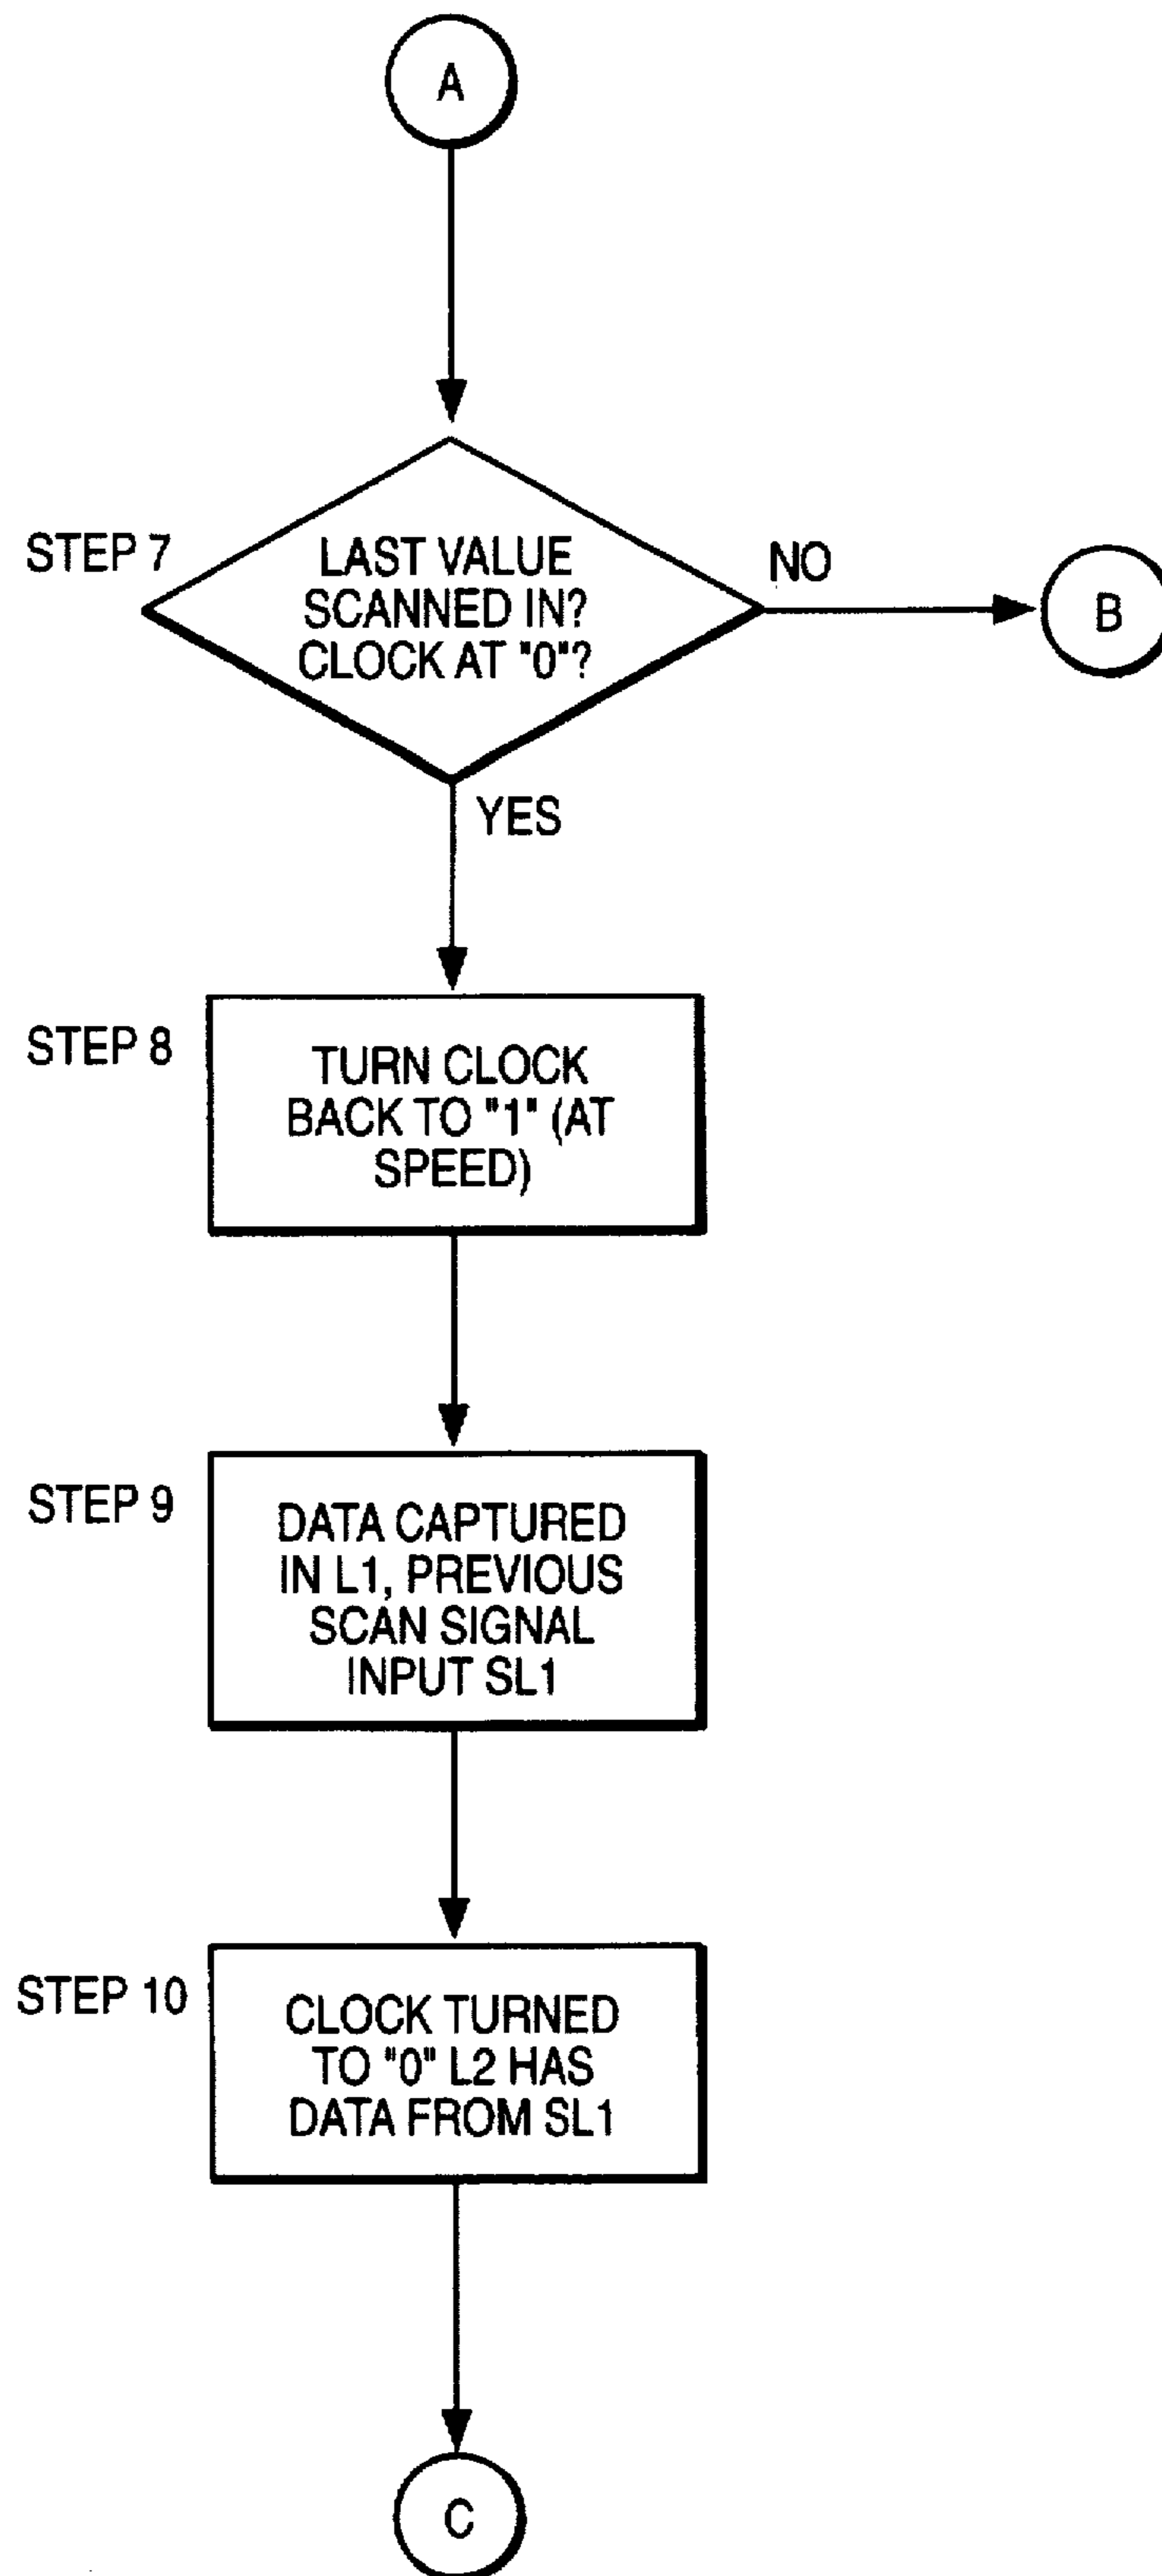 A
STEP 7
LAST VALUE
SCANNED IN?
CLOCK AT "0"?
NO
B
YES
STEP 8
TURN CLOCK
BACK TO "1" (AT
SPEED)
STEP 9
DATA CAPTURED
IN L1, PREVIOUS
SCAN SIGNAL
INPUT SL1
STEP 10
CLOCK TURNED
TO "0" L2 HAS
DATA FROM SL1
C